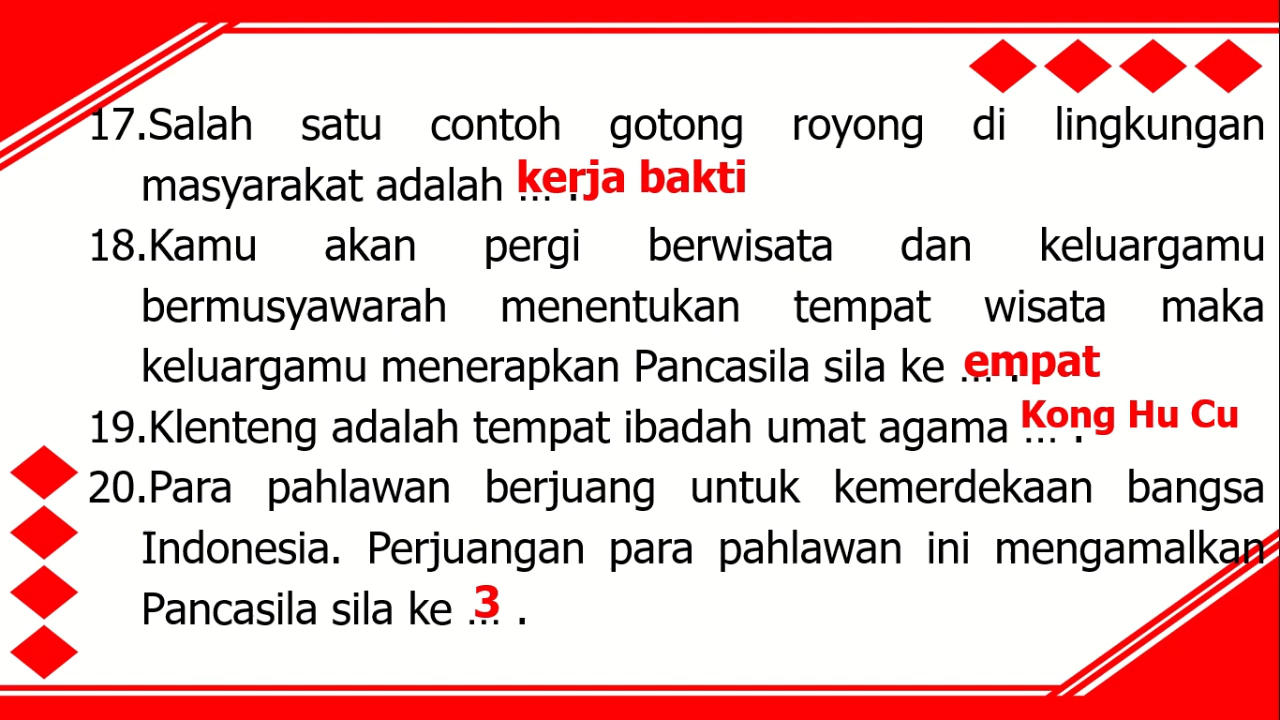 17.Salah satu contoh gotong royong di lingkungan
masyarakat adalah ... . kerja bakti
18.Kamu akan pergi berwisata dan keluargamu
bermusyawarah menentukan tempat wisata maka
keluargamu menerapkan Pancasila sila ke ... . empat
19.Klenteng adalah tempat ibadah umat agama ... . Kong Hu Cu
20.Para pahlawan berjuang untuk kemerdekaan bangsa
Indonesia. Perjuangan para pahlawan ini mengamalkan
Pancasila sila ke ... . 3